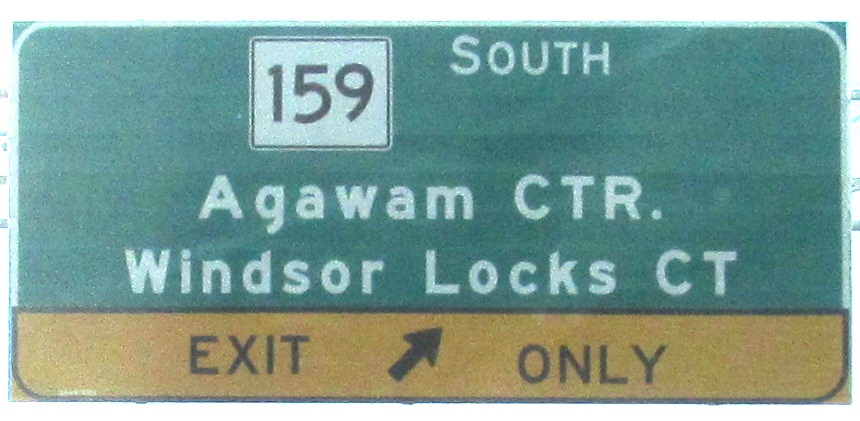 159 SOUTH
Agawam CTR.
Windsor Locks CT
EXIT ONLY